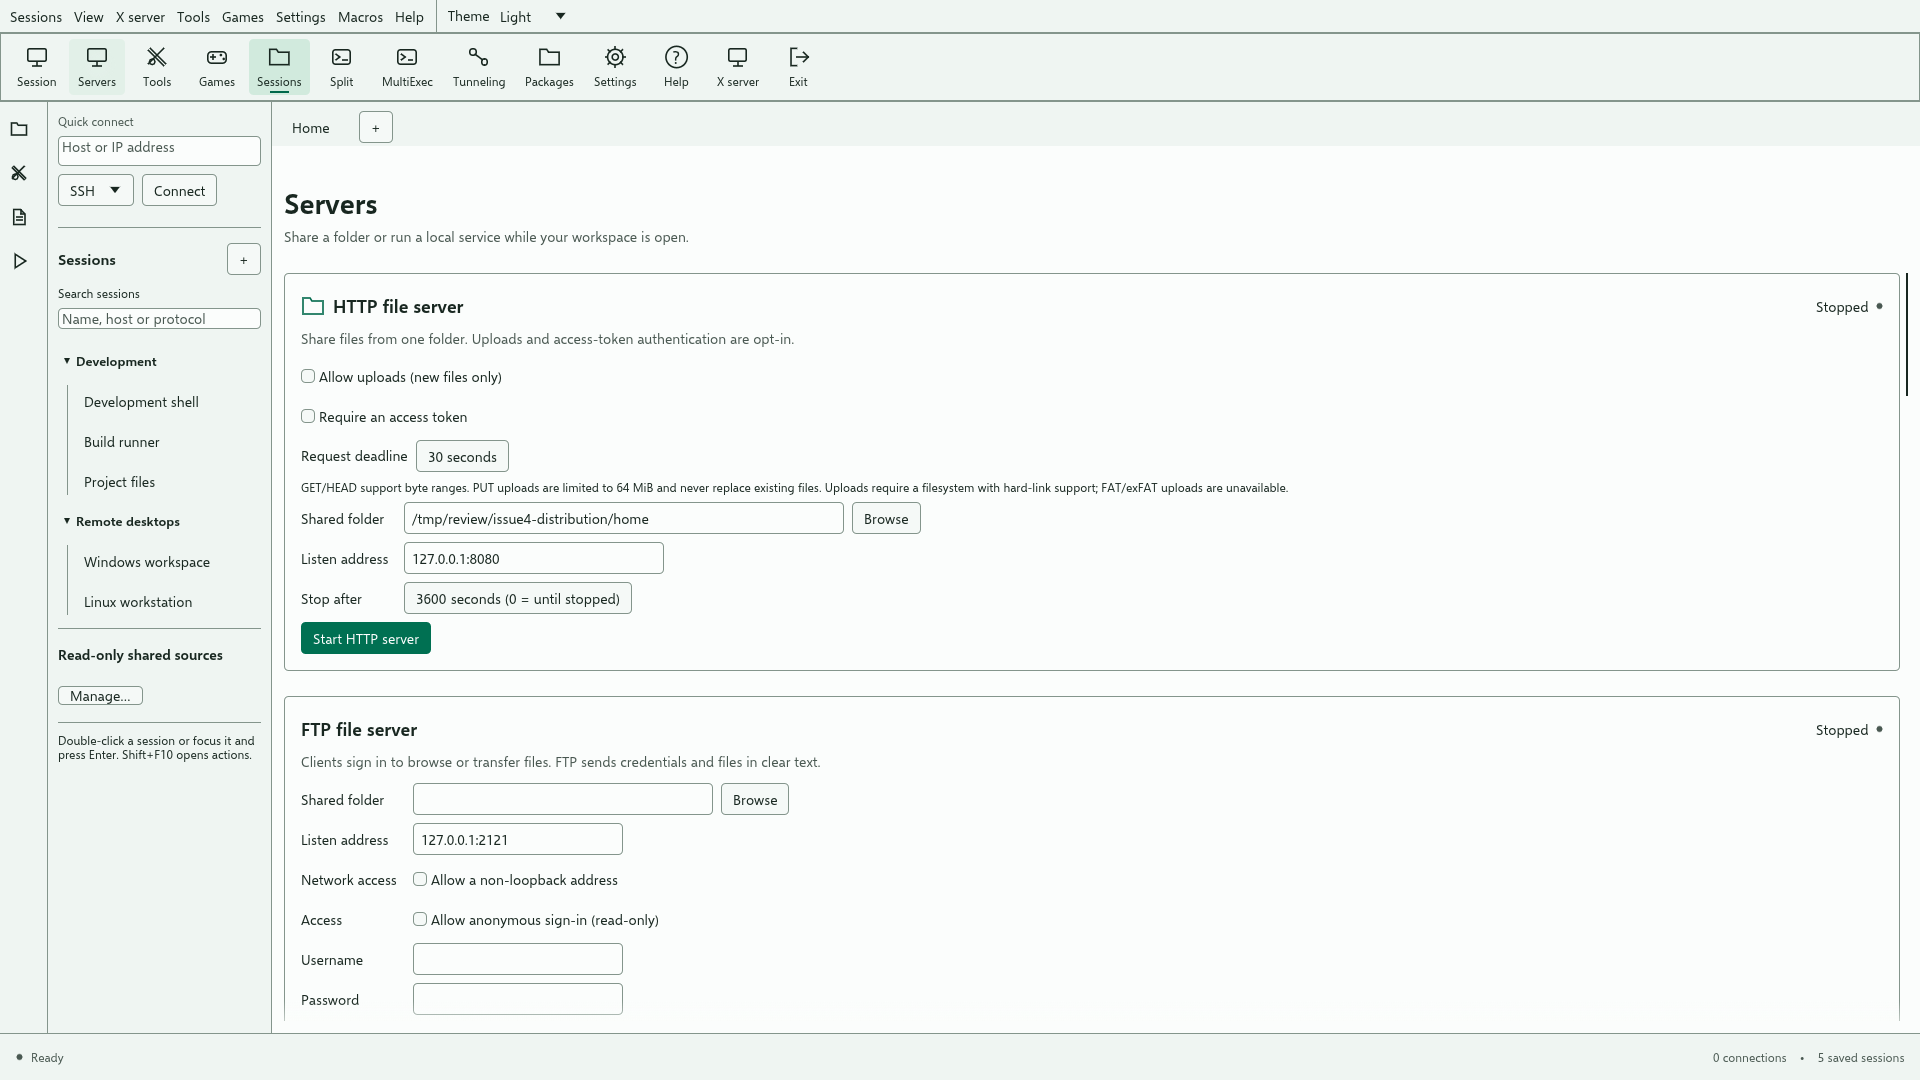 Sessions View X server Tools Games Settings Macros Help Theme Light
Session Servers Tools Games Sessions Split MultiExec Tunneling Packages Settings Help X server Exit
Quick connect
Host or IP address
SSH Connect
Sessions +
Search sessions
Name, host or protocol
Development
Development shell
Build runner
Project files
Remote desktops
Windows workspace
Linux workstation
Read-only shared sources
Manage...
Double-click a session or focus it and
press Enter. Shift+F10 opens actions.
Home +
Servers
Share a folder or run a local service while your workspace is open.
HTTP file server Stopped
Share files from one folder. Uploads and access-token authentication are opt-in.
Allow uploads (new files only)
Require an access token
Request deadline 30 seconds
GET/HEAD support byte ranges. PUT uploads are limited to 64 MiB and never replace existing files. Uploads require a filesystem with hard-link support; FAT/exFAT uploads are unavailable.
Shared folder /tmp/review/issue4-distribution/home Browse
Listen address 127.0.0.1:8080
Stop after 3600 seconds (0 = until stopped)
Start HTTP server
FTP file server Stopped
Clients sign in to browse or transfer files. FTP sends credentials and files in clear text.
Shared folder Browse
Listen address 127.0.0.1:2121
Network access Allow a non-loopback address
Access Allow anonymous sign-in (read-only)
Username
Password
Ready 0 connections • 5 saved sessions